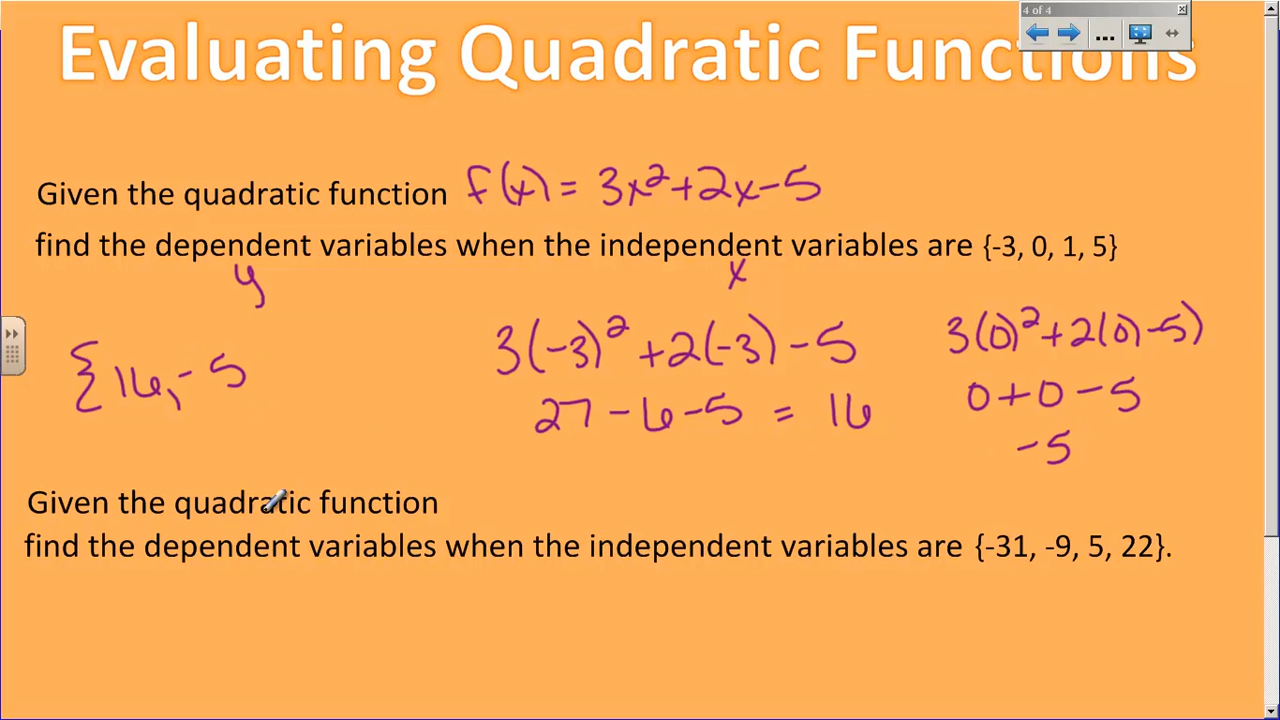 4 of 4
Evaluating Quadratic Functions
Given the quadratic function f(x) = 3x²+2x-5
find the dependent variables when the independent variables are {-3, 0, 1, 5}
y x
{16, -5
3(-3)² +2(-3) -5
27 - 6 -5 = 16
3(0)²+2(0)-5)
0+0-5
-5
Given the quadratic function
find the dependent variables when the independent variables are {-31, -9, 5, 22}.